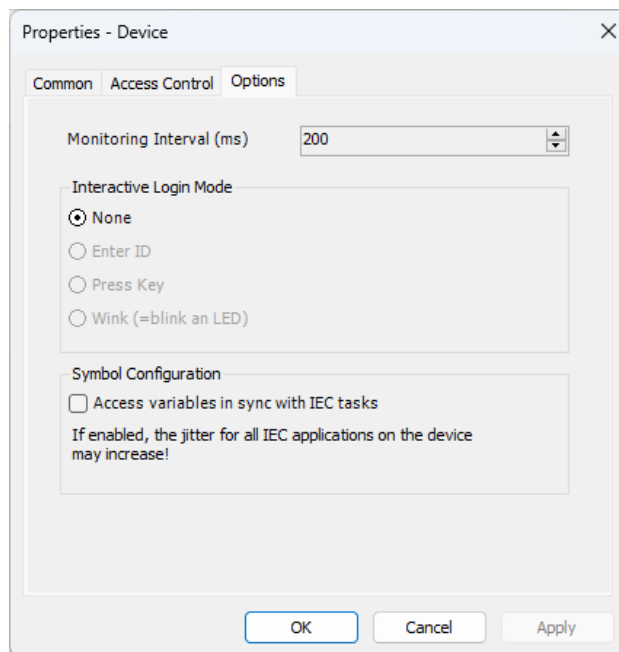 Properties - Device
Common
Access Control
Options
Monitoring Interval (ms)
200
Interactive Login Mode
None
Enter ID
Press Key
Wink (=blink an LED)
Symbol Configuration
Access variables in sync with IEC tasks
If enabled, the jitter for all IEC applications on the device
may increase!
OK
Cancel
Apply